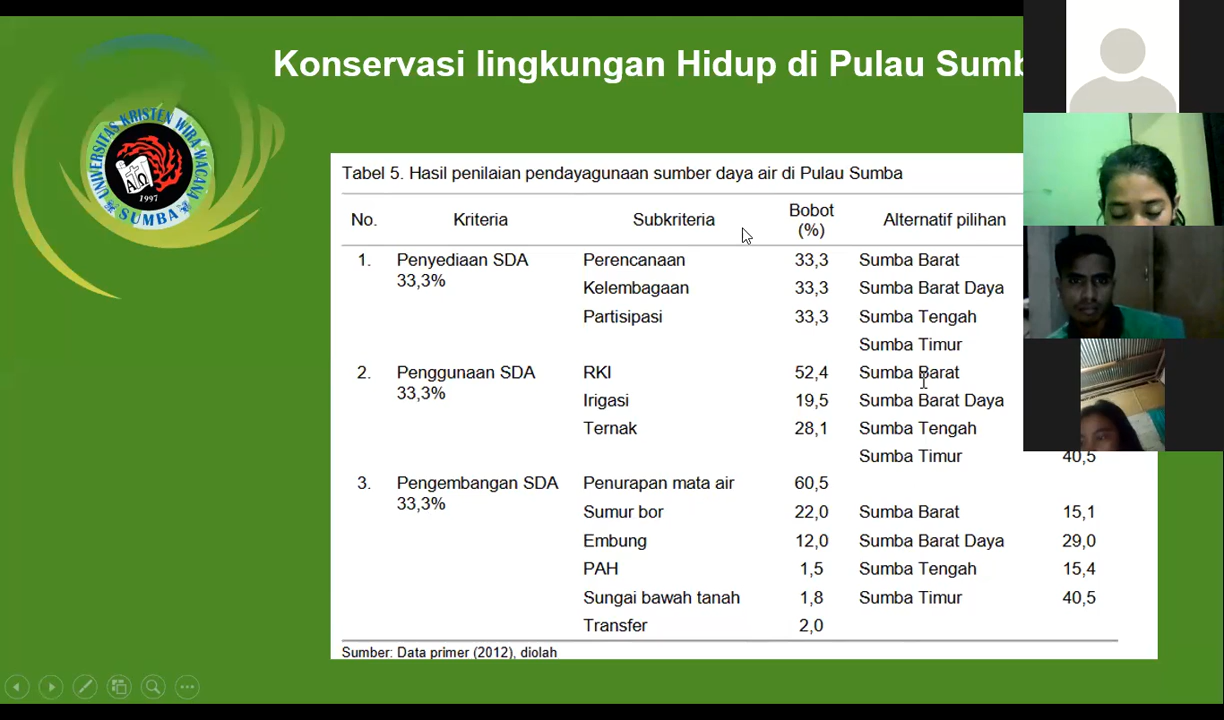 Konservasi lingkungan Hidup di Pulau Sumb
UNIVERSITAS KRISTEN WIRA WACANA
ΑΩ
1997
SUMBA
Tabel 5. Hasil penilaian pendayagunaan sumber daya air di Pulau Sumba
No. Kriteria Subkriteria Bobot (%) Alternatif pilihan
1. Penyediaan SDA Perencanaan 33,3 Sumba Barat
33,3% Kelembagaan 33,3 Sumba Barat Daya
Partisipasi 33,3 Sumba Tengah
Sumba Timur
2. Penggunaan SDA RKI 52,4 Sumba Barat
33,3% Irigasi 19,5 Sumba Barat Daya
Ternak 28,1 Sumba Tengah
Sumba Timur 40,5
3. Pengembangan SDA Penurapan mata air 60,5
33,3% Sumur bor 22,0 Sumba Barat 15,1
Embung 12,0 Sumba Barat Daya 29,0
PAH 1,5 Sumba Tengah 15,4
Sungai bawah tanah 1,8 Sumba Timur 40,5
Transfer 2,0
Sumber: Data primer (2012), diolah